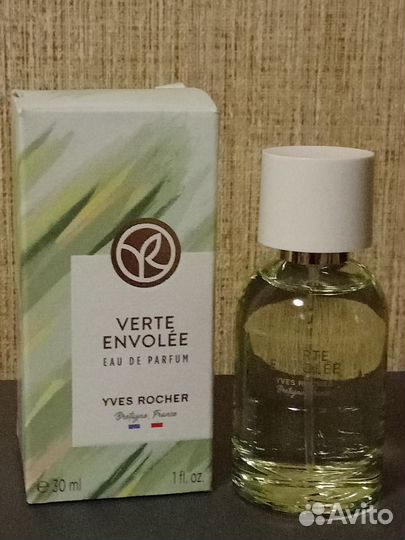 VERTE
ENVOLÉE
EAU DE PARFUM
YVES ROCHER
Bretagne, France
℮ 30 ml 1 fl. oz.
VERTE
ENVOLÉE
YVES ROCHER
Bretagne, France
Avito